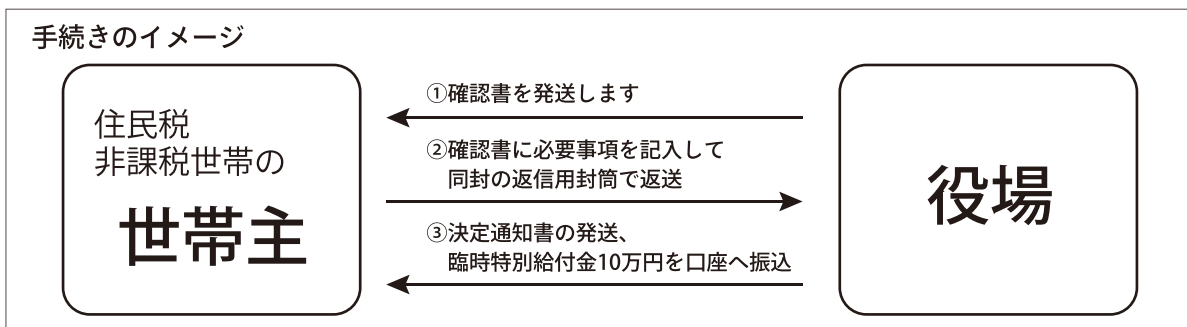 手続きのイメージ
住民税
非課税世帯の
世帯主
①確認書を発送します
②確認書に必要事項を記入して
同封の返信用封筒で返送
③決定通知書の発送、
臨時特別給付金10万円を口座へ振込
役場